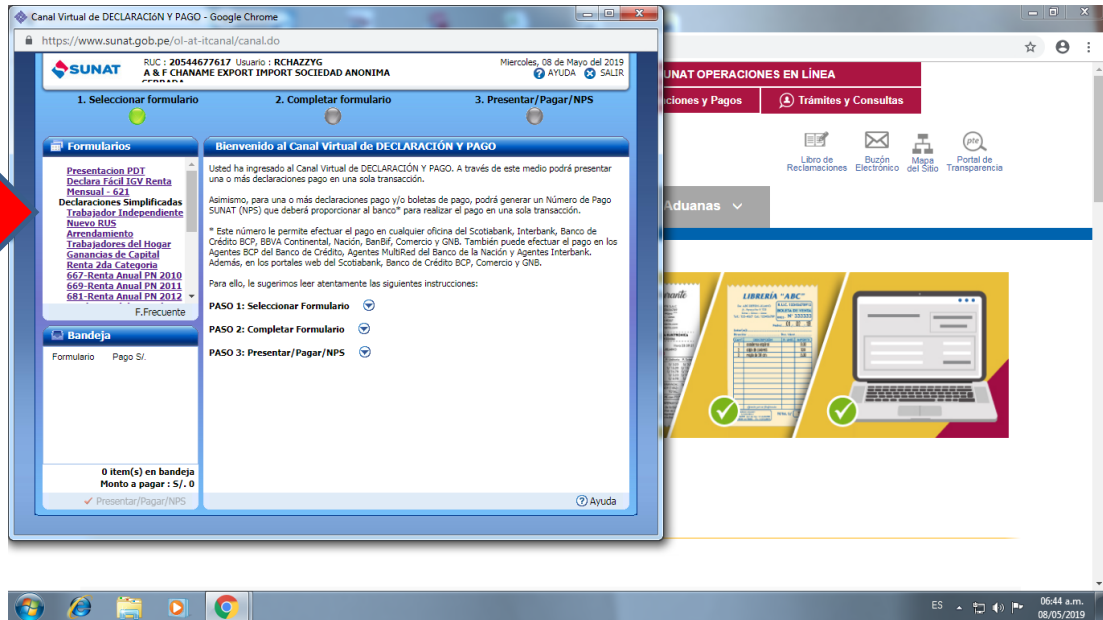 Canal Virtual de DECLARACIóN Y PAGO - Google Chrome
https://www.sunat.gob.pe/ol-at-itcanal/canal.do
SUNAT
RUC : 20544677617 Usuario : RCHAZZYG
A & F CHANAME EXPORT IMPORT SOCIEDAD ANONIMA
CERRADA
Miercoles, 08 de Mayo del 2019
AYUDA SALIR
1. Seleccionar formulario
2. Completar formulario
3. Presentar/Pagar/NPS
Formularios
Presentacion PDT
Declara Fácil IGV Renta
Mensual - 621
Declaraciones Simplificadas
Trabajador Independiente
Nuevo RUS
Arrendamiento
Trabajadores del Hogar
Ganancias de Capital
Renta 2da Categoria
667-Renta Anual PN 2010
669-Renta Anual PN 2011
681-Renta Anual PN 2012
F.Frecuente
Bandeja
Formulario Pago S/.
0 item(s) en bandeja
Monto a pagar : S/. 0
Presentar/Pagar/NPS
Bienvenido al Canal Virtual de DECLARACIÓN Y PAGO
Usted ha ingresado al Canal Virtual de DECLARACIÓN Y PAGO. A través de este medio podrá presentar
una o más declaraciones pago en una sola transacción.
Asimismo, para una o más declaraciones pago y/o boletas de pago, podrá generar un Número de Pago
SUNAT (NPS) que deberá proporcionar al banco* para realizar el pago en una sola transacción.
* Este número le permite efectuar el pago en cualquier oficina del Scotiabank, Interbank, Banco de
Crédito BCP, BBVA Continental, Nación, BanBif, Comercio y GNB. También puede efectuar el pago en los
Agentes BCP del Banco de Crédito, Agentes MultiRed del Banco de la Nación y Agentes Interbank.
Además, en los portales web del Scotiabank, Banco de Crédito BCP, Comercio y GNB.
Para ello, le sugerimos leer atentamente las siguientes instrucciones:
PASO 1: Seleccionar Formulario
PASO 2: Completar Formulario
PASO 3: Presentar/Pagar/NPS
Ayuda
UNAT OPERACIONES EN LÍNEA
ciones y Pagos
Trámites y Consultas
Libro de
Reclamaciones
Buzón
Electrónico
Mapa
del Sitio
pte
Portal de
Transparencia
Aduanas
LIBRERÍA "ABC"
BOLETA DE VENTA
ES
06:44 a.m.
08/05/2019